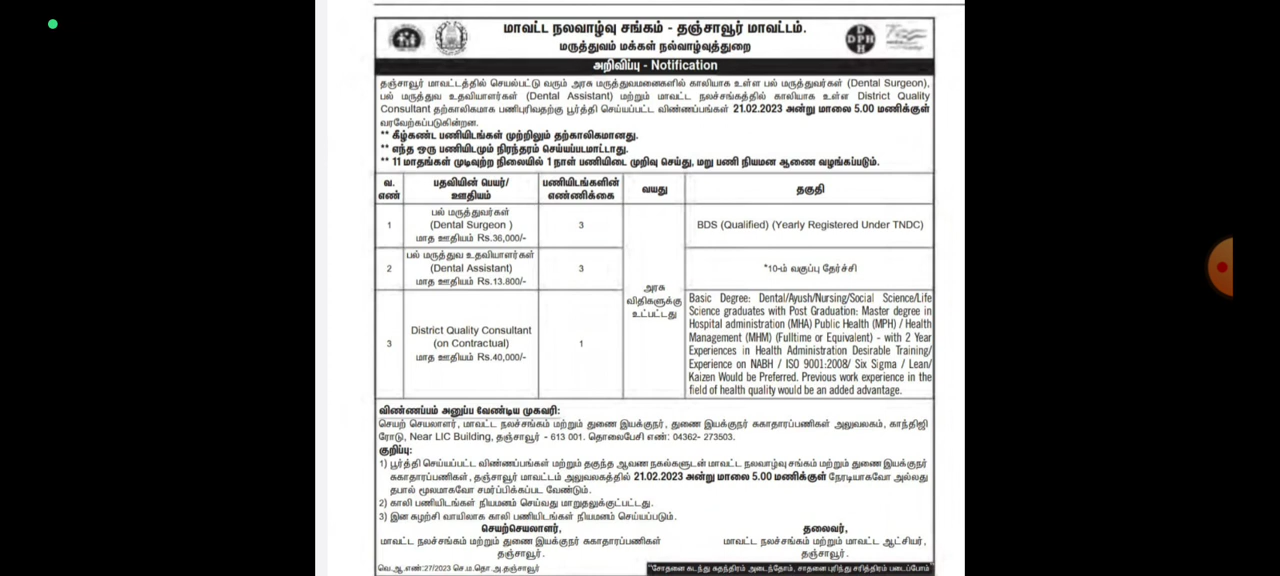 மாவட்ட நலவாழ்வு சங்கம் - தஞ்சாவூர் மாவட்டம்.
மருத்துவம் மக்கள் நல்வாழ்வுத்துறை
DPH
அறிவிப்பு - Notification
தஞ்சாவூர் மாவட்டத்தில் செயல்பட்டு வரும் அரசு மருத்துவமனைகளில் காலியாக உள்ள பல் மருத்துவர்கள் (Dental Surgeon),
பல் மருத்துவ உதவியாளர்கள் (Dental Assistant) மற்றும் மாவட்ட நலச்சங்கத்தில் காலியாக உள்ள District Quality
Consultant தற்காலிகமாக பணிபுரிவதற்கு பூர்த்தி செய்யப்பட்ட விண்ணப்பங்கள் 21.02.2023 அன்று மாலை 5.00 மணிக்குள்
வரவேற்கப்படுகின்றன.
** கீழ்கண்ட பணியிடங்கள் முற்றிலும் தற்காலிகமானது.
** எந்த ஒரு பணியிடமும் நிரந்தரம் செய்யப்படமாட்டாது.
** 11 மாதங்கள் முடிவுற்ற நிலையில் 1 நாள் பணியிடை முறிவு செய்து, மறு பணி நியமன ஆணை வழங்கப்படும்.
வ. எண் பதவியின் பெயர்/ ஊதியம் பணியிடங்களின் எண்ணிக்கை வயது தகுதி
1 பல் மருத்துவர்கள் (Dental Surgeon ) மாத ஊதியம் Rs.36,000/- 3 BDS (Qualified) (Yearly Registered Under TNDC)
2 பல் மருத்துவ உதவியாளர்கள் (Dental Assistant) மாத ஊதியம் Rs.13.800/- 3 *10-ம் வகுப்பு தேர்ச்சி
அரசு
விதிகளுக்கு
உட்பட்டது
3 District Quality Consultant (on Contractual) மாத ஊதியம் Rs.40,000/- 1
Basic Degree: Dental/Ayush/Nursing/Social Science/Life
Science graduates with Post Graduation: Master degree in
Hospital administration (MHA) Public Health (MPH) / Health
Management (MHM) (Fulltime or Equivalent) - with 2 Year
Experiences in Health Administration Desirable Training/
Experience on NABH / ISO 9001:2008/ Six Sigma / Lean/
Kaizen Would be Preferred. Previous work experience in the
field of health quality would be an added advantage.
விண்ணப்பம் அனுப்ப வேண்டிய முகவரி:
செயற் செயலாளர், மாவட்ட நலச்சங்கம் மற்றும் துணை இயக்குநர், துணை இயக்குநர் சுகாதாரப்பணிகள் அலுவலகம், காந்திஜி
ரோடு, Near LIC Building, தஞ்சாவூர் - 613 001. தொலைபேசி எண்: 04362- 273503.
குறிப்பு:
1) பூர்த்தி செய்யப்பட்ட விண்ணப்பங்கள் மற்றும் தகுந்த ஆவண நகல்களுடன் மாவட்ட நலவாழ்வு சங்கம் மற்றும் துணை இயக்குநர்
சுகாதாரப்பணிகள், தஞ்சாவூர் மாவட்டம் அலுவலகத்தில் 21.02.2023 அன்று மாலை 5.00 மணிக்குள் நேரடியாகவோ அல்லது
தபால் மூலமாகவோ சமர்ப்பிக்கப்பட வேண்டும்.
2) காலி பணியிடங்கள் நியமனம் செய்வது மாறுதலுக்குட்பட்டது.
3) இன சுழற்சி வாயிலாக காலி பணியிடங்கள் நியமனம் செய்யப்படும்.
செயற்செயலாளர்,
மாவட்ட நலச்சங்கம் மற்றும் துணை இயக்குநர் சுகாதாரப்பணிகள்
தஞ்சாவூர்.
தலைவர்,
மாவட்ட நலச்சங்கம் மற்றும் மாவட்ட ஆட்சியர்,
தஞ்சாவூர்.
வெ.ஆ.எண்:27/2023 செ.ம.தொ.அ.தஞ்சாவூர்
"சோதனை கடந்து சுதந்திரம் அடைந்தோம், சாதனை புரிந்து சரித்திரம் படைப்போம்"